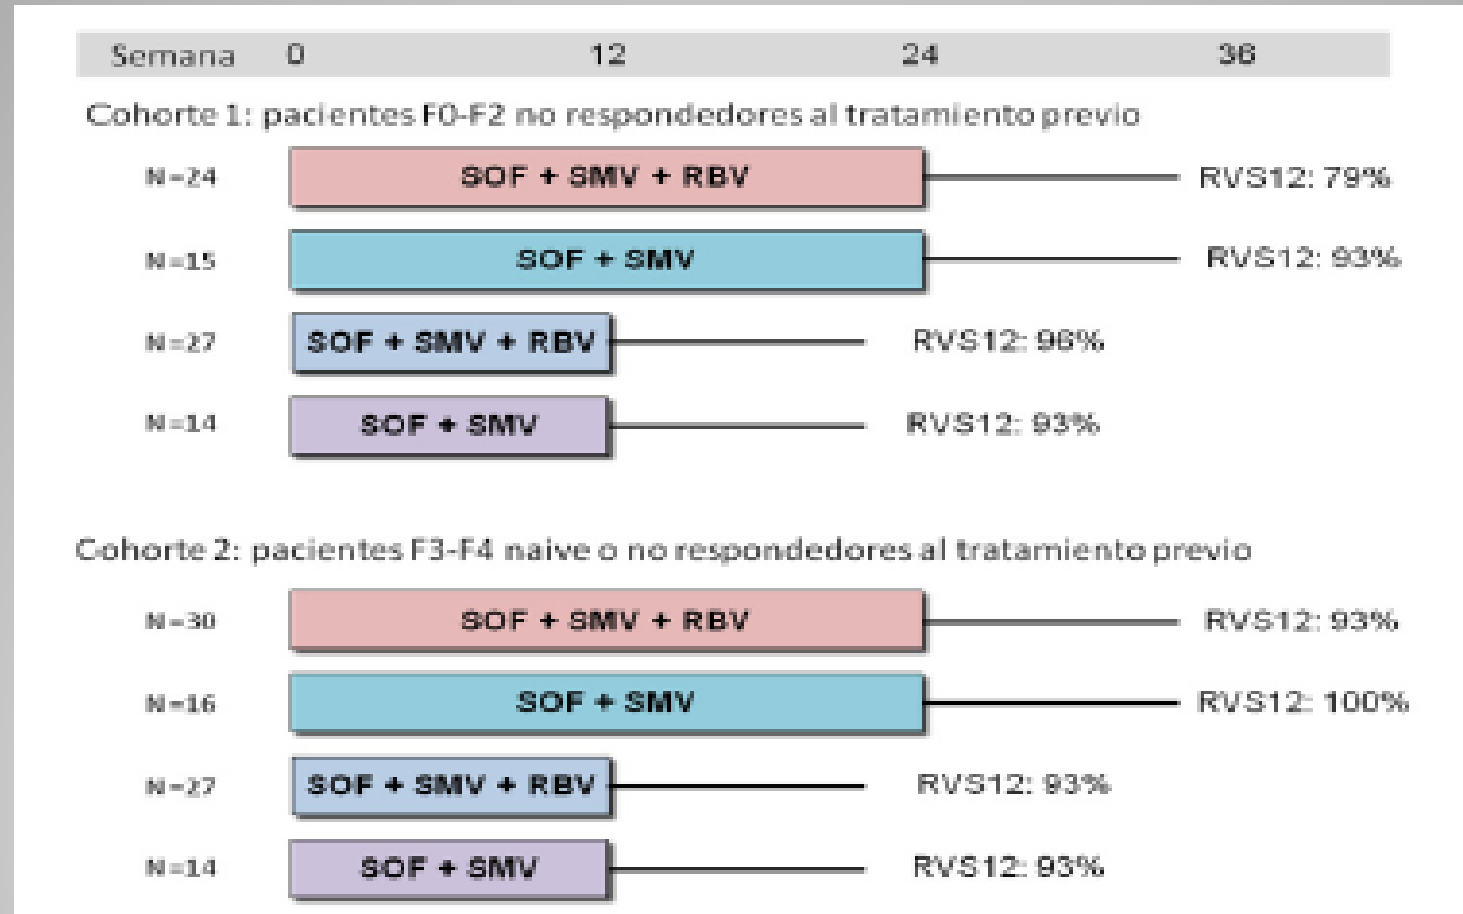 Semana 0 12 24 36
Cohorte 1: pacientes F0-F2 no respondedores al tratamiento previo
N=24 SOF + SMV + RBV RVS12: 79%
N=15 SOF + SMV RVS12: 93%
N=27 SOF + SMV + RBV RVS12: 96%
N=14 SOF + SMV RVS12: 93%
Cohorte 2: pacientes F3-F4 naive o no respondedores al tratamiento previo
N=30 SOF + SMV + RBV RVS12: 93%
N=16 SOF + SMV RVS12: 100%
N=27 SOF + SMV + RBV RVS12: 93%
N=14 SOF + SMV RVS12: 93%